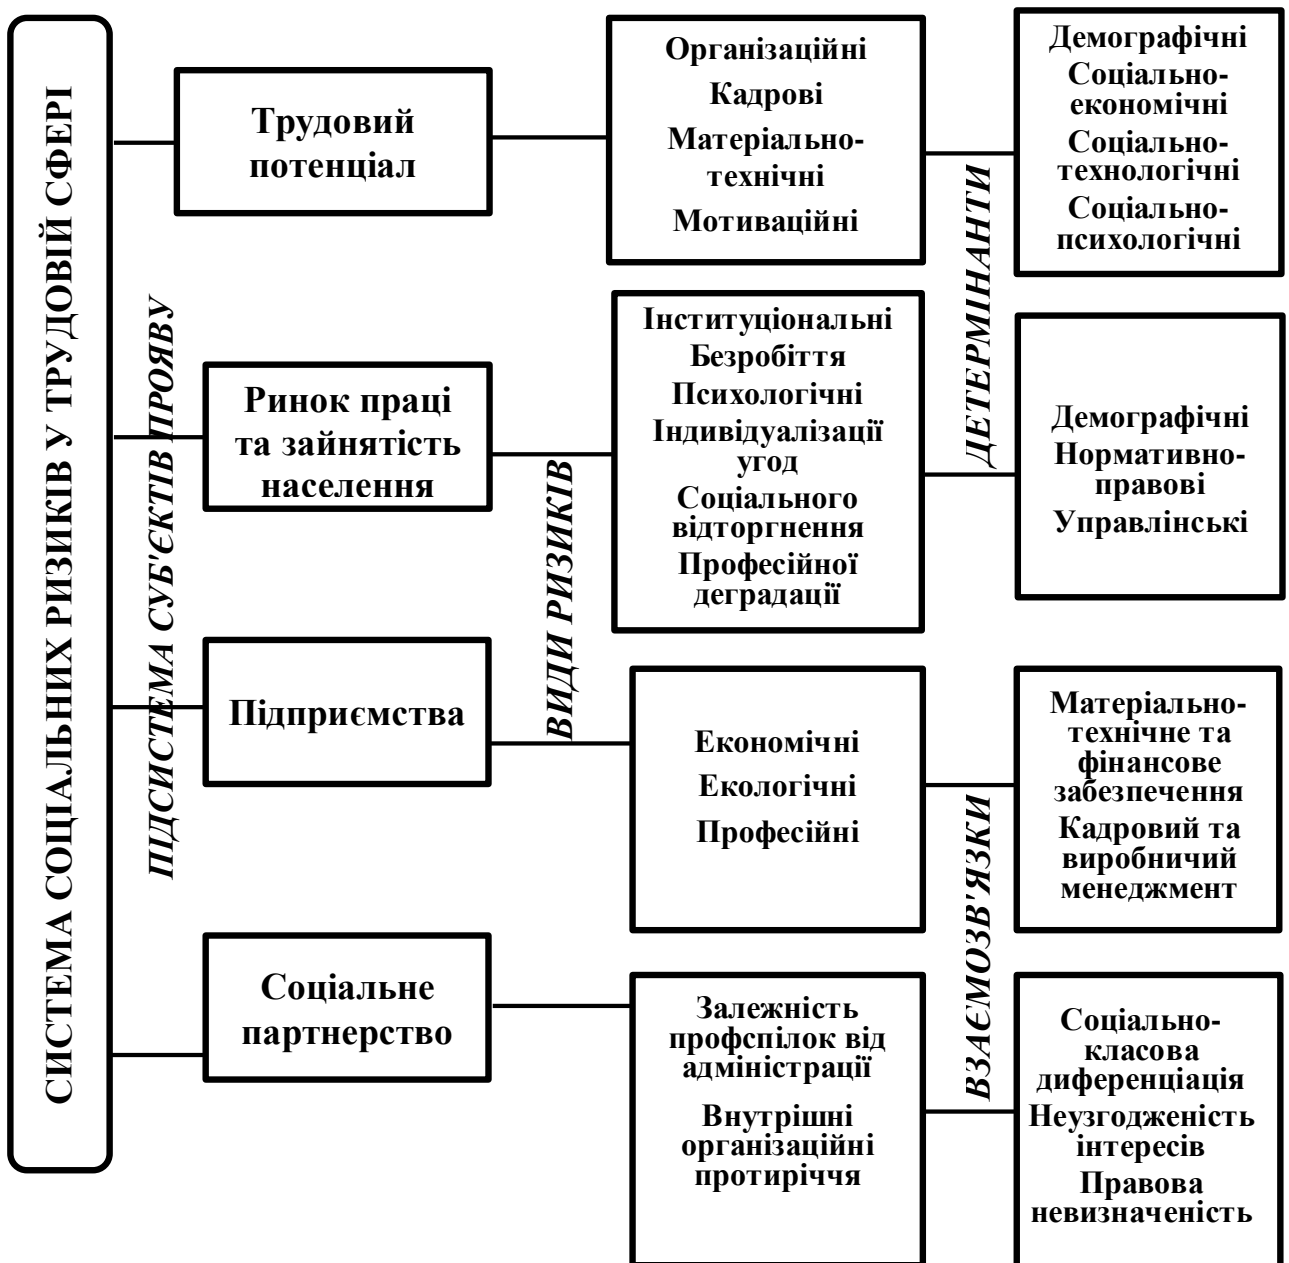 СИСТЕМА СОЦІАЛЬНИХ РИЗИКІВ У ТРУДОВІЙ СФЕРІ
ПІДСИСТЕМА СУБ'ЄКТІВ ПРОЯВУ
Трудовий
потенціал
Ринок праці
та зайнятість
населення
Підприємства
Соціальне
партнерство
ВИДИ РИЗИКІВ
Організаційні
Кадрові
Матеріально-
технічні
Мотиваційні
Інституціональні
Безробіття
Психологічні
Індивідуалізації
угод
Соціального
відторгнення
Професійної
деградації
Економічні
Екологічні
Професійні
Залежність
профспілок від
адміністрації
Внутрішні
організаційні
протиріччя
ДЕТЕРМІНАНТИ
ВЗАЄМОЗВ'ЯЗКИ
Демографічні
Соціально-
економічні
Соціально-
технологічні
Соціально-
психологічні
Демографічні
Нормативно-
правові
Управлінські
Матеріально-
технічне та
фінансове
забезпечення
Кадровий та
виробничий
менеджмент
Соціально-
класова
диференціація
Неузгодженість
інтересів
Правова
невизначеність